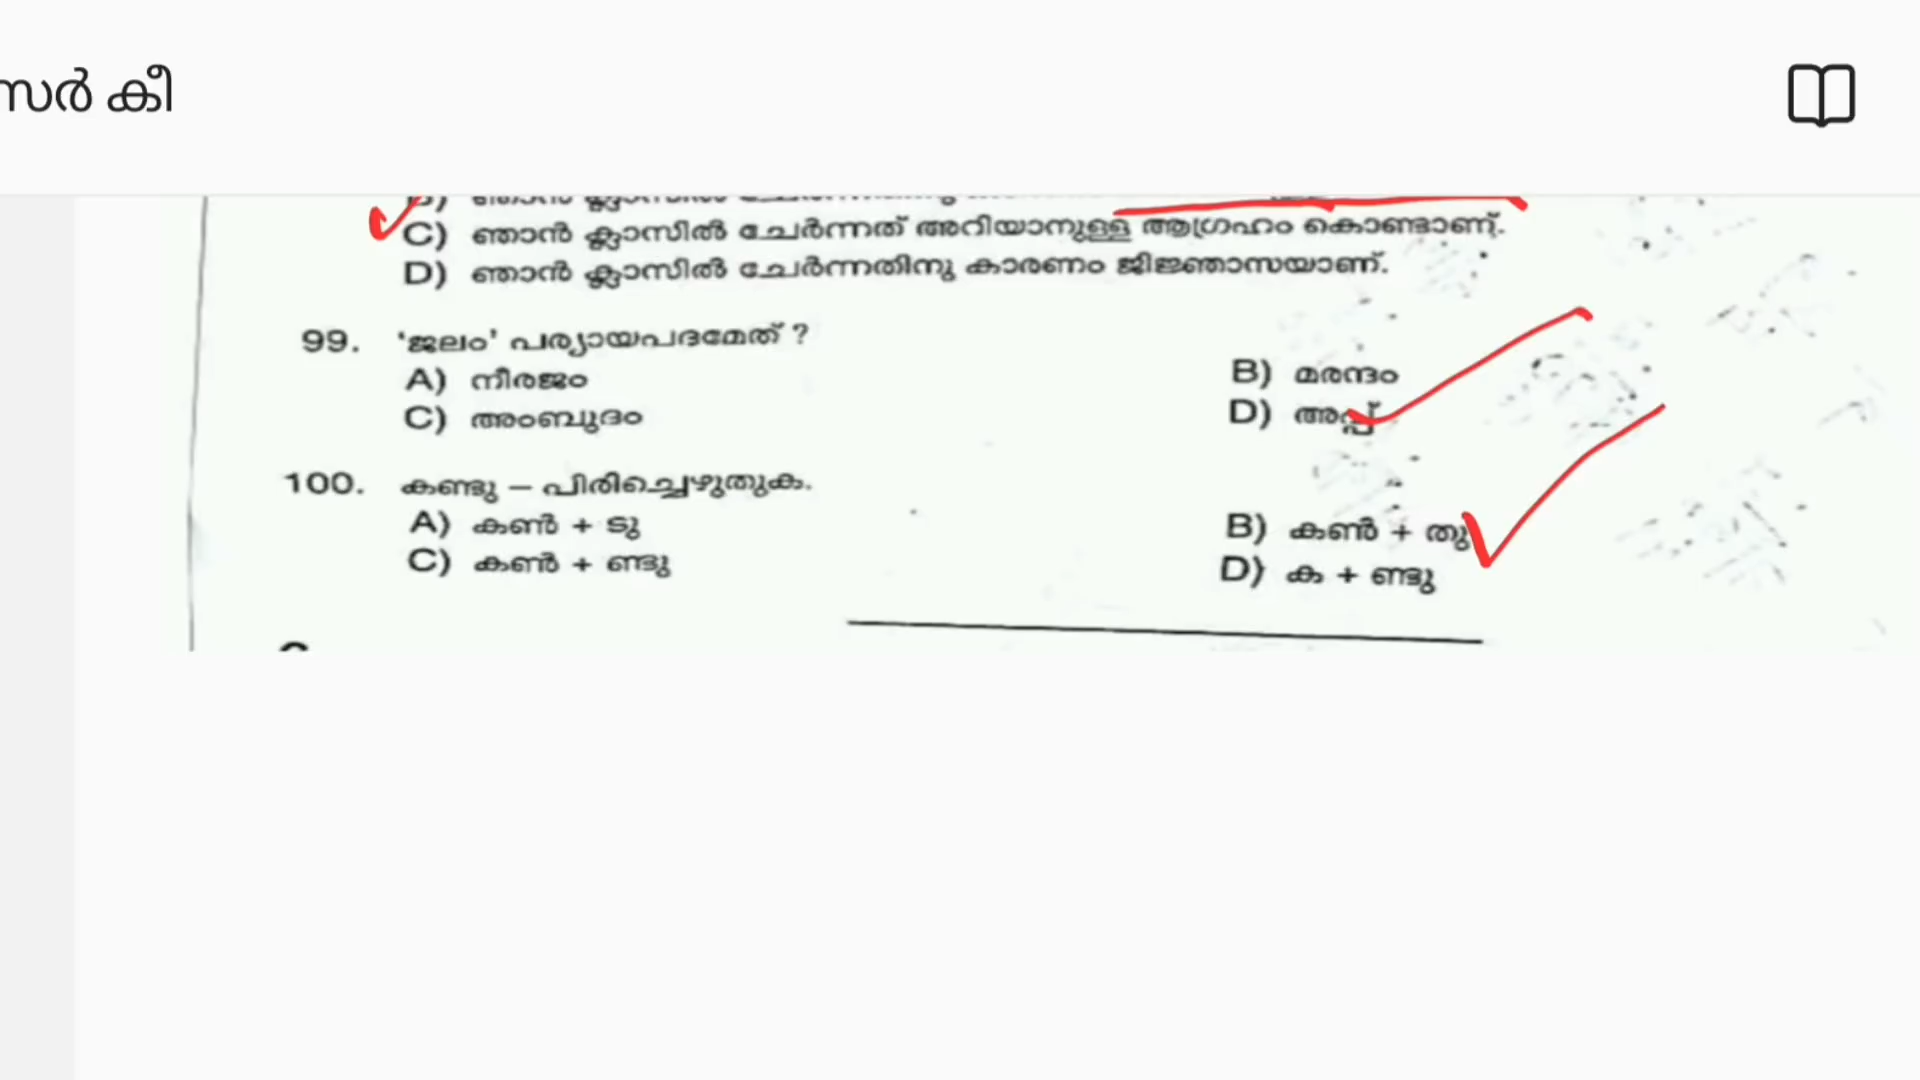 സർ കീ
C) ഞാൻ ക്ലാസിൽ ചേർന്നത് അറിയാനുള്ള ആഗ്രഹം കൊണ്ടാണ്.
D) ഞാൻ ക്ലാസിൽ ചേർന്നതിനു കാരണം ജിജ്ഞാസയാണ്.
99. 'ജലം' പര്യായപദമേത് ?
A) നീരജം B) മരന്ദം
C) അംബുദം D) അപ്പ്
100. കണ്ടു – പിരിച്ചെഴുതുക.
A) കൺ + ടു B) കൺ + തു
C) കൺ + ണ്ടു D) ക + ണ്ടു